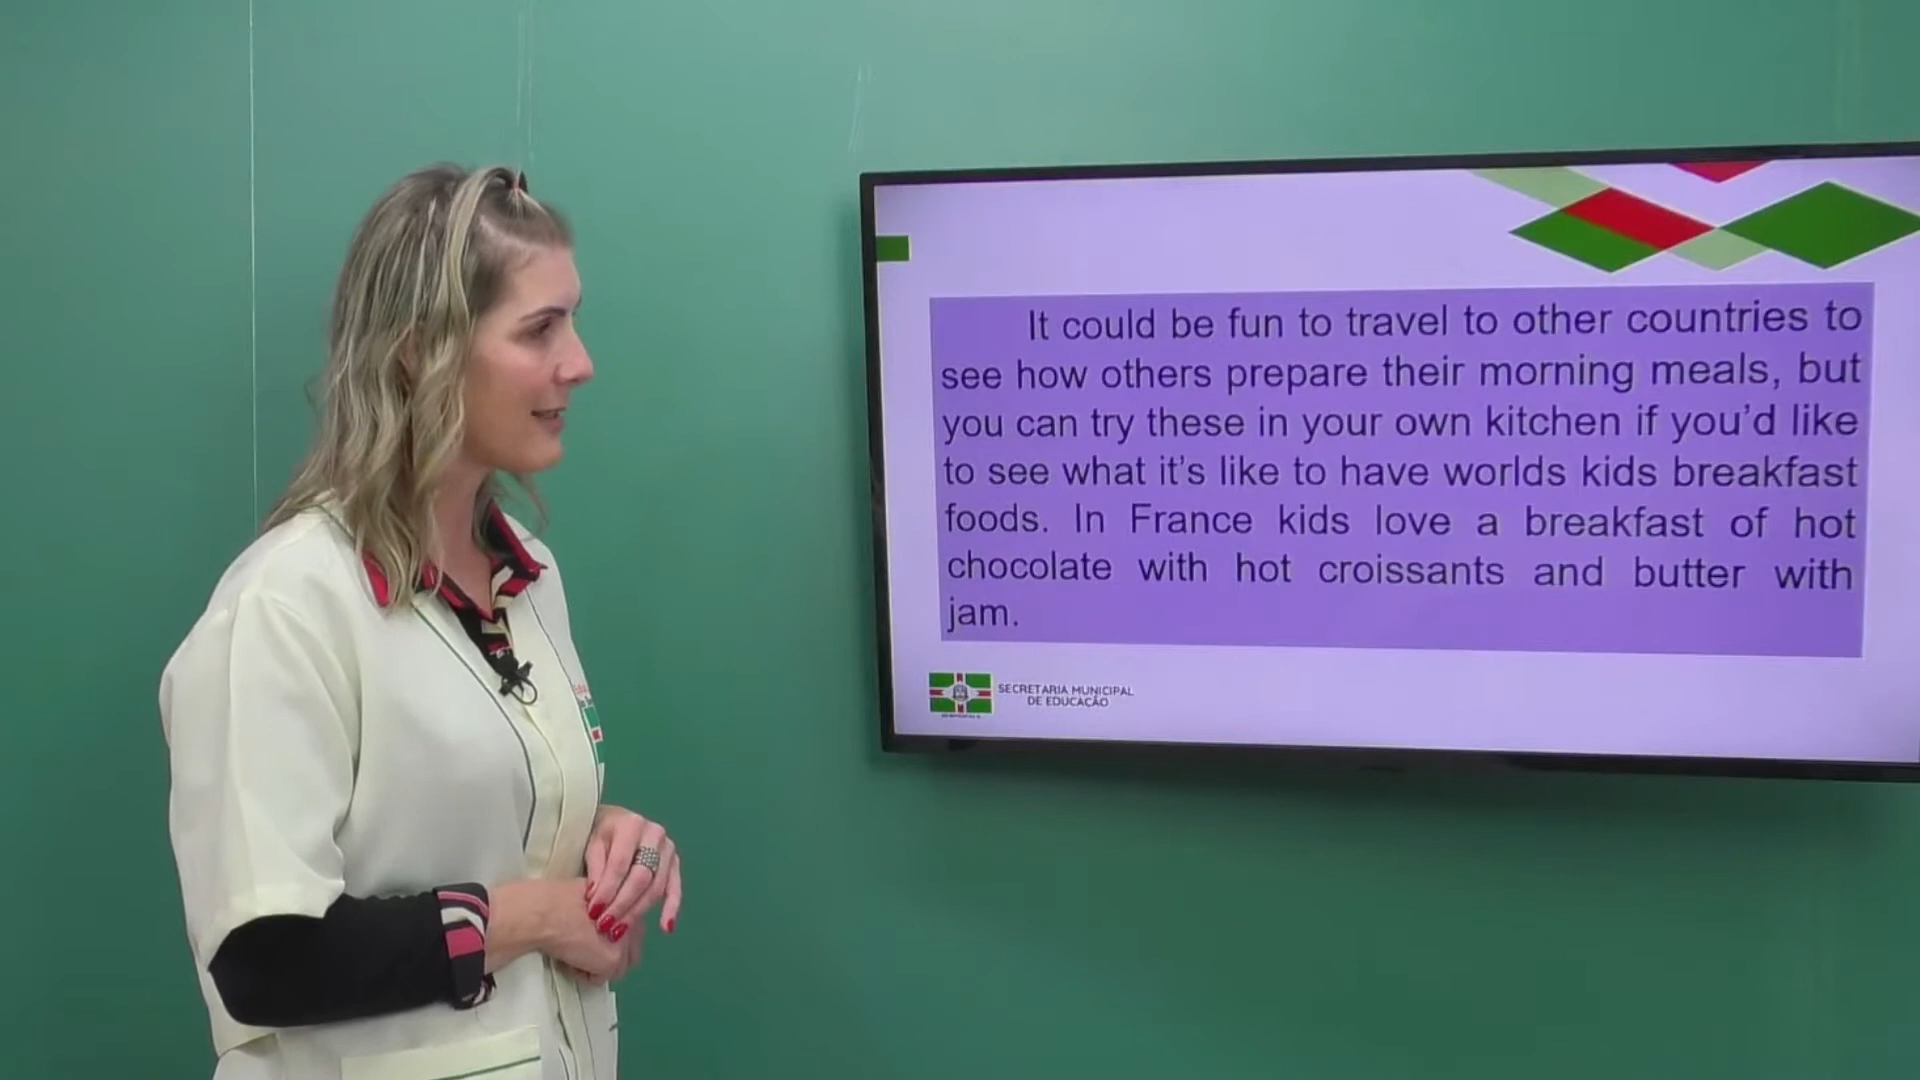 It could be fun to travel to other countries to
see how others prepare their morning meals, but
you can try these in your own kitchen if you'd like
to see what it's like to have worlds kids breakfast
foods. In France kids love a breakfast of hot
chocolate with hot croissants and butter with
jam.
SECRETARIA MUNICIPAL
DE EDUCAÇÃO